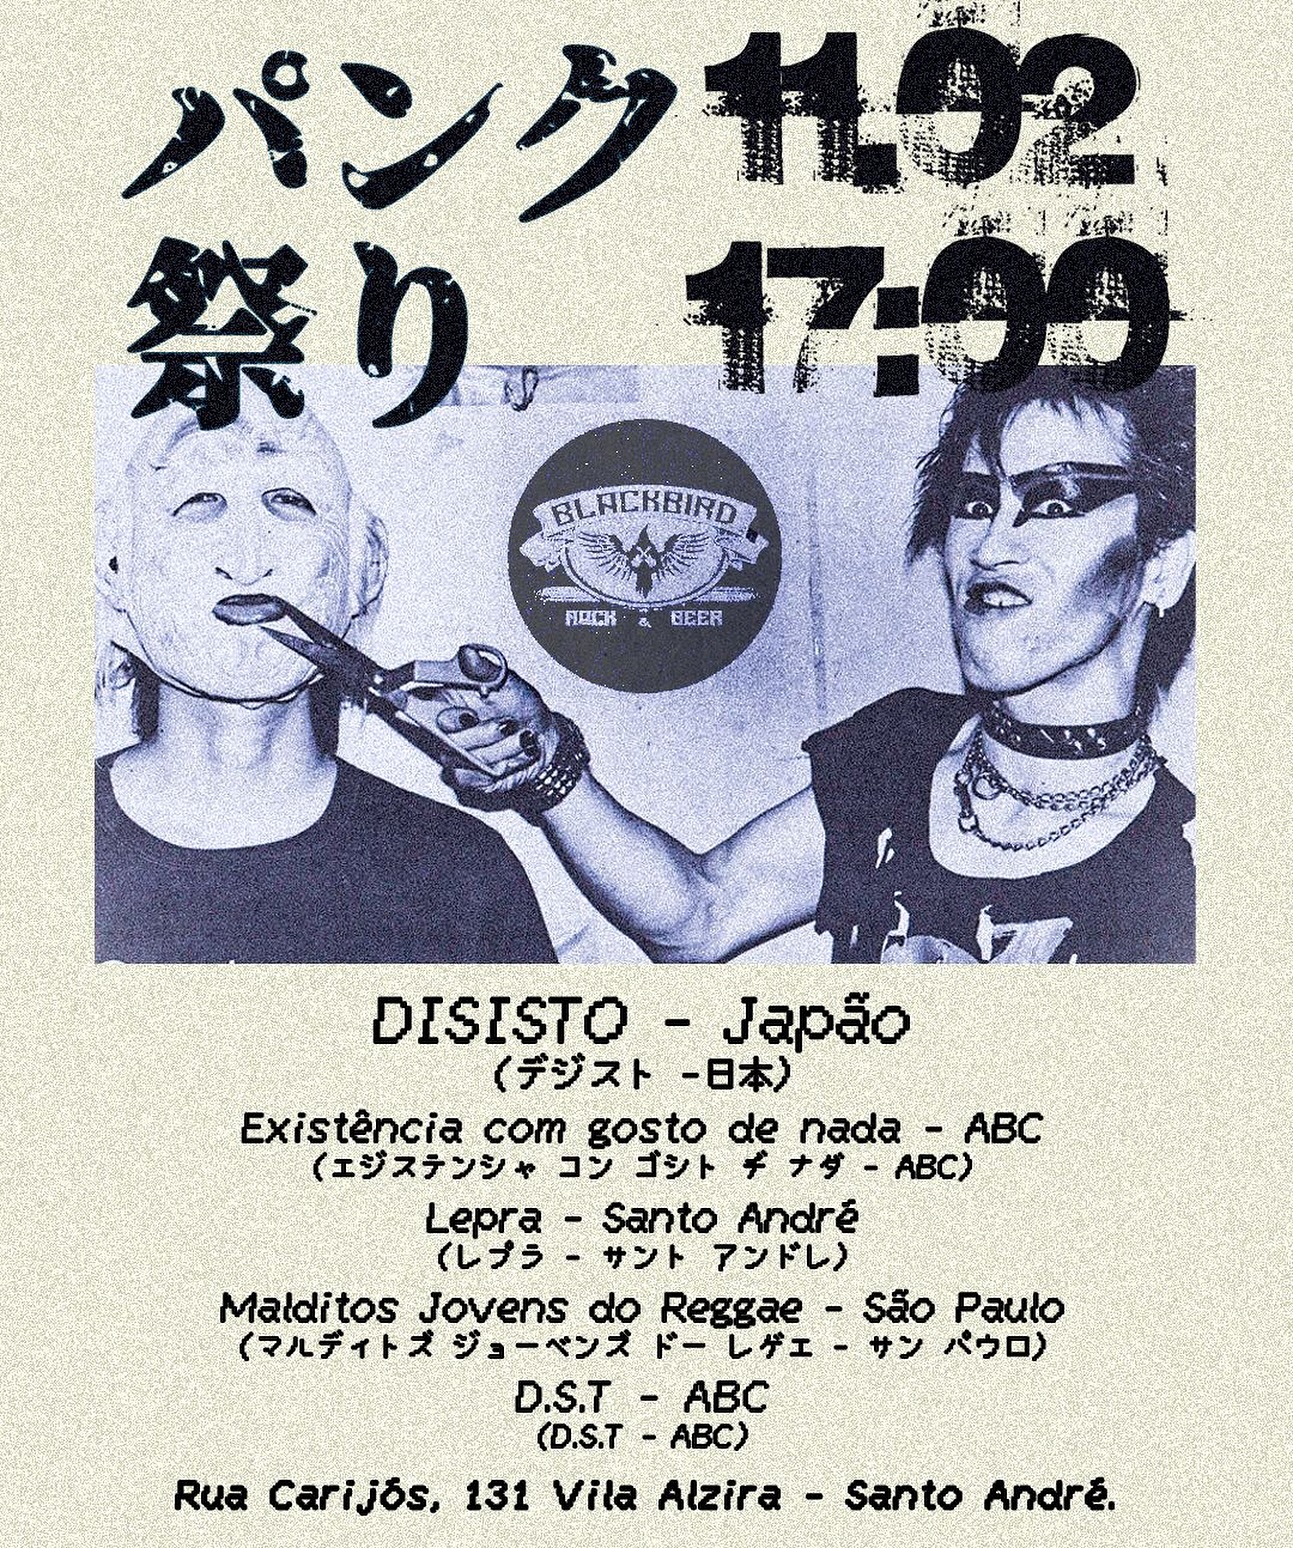 パンク 11.02
祭り 17:00
BLACKBIRD
ROCK & BEER
DISISTO - Japão
(デジスト -日本)
Existência com gosto de nada - ABC
(エジステンシャ コン ゴシト ヂ ナダ - ABC)
Lepra - Santo André
(レプラ - サント アンドレ)
Malditos Jovens do Reggae - São Paulo
(マルディトズ ジョーベンズ ドー レゲエ - サン パウロ)
D.S.T - ABC
(D.S.T - ABC)
Rua Carijós, 131 Vila Alzira - Santo André.